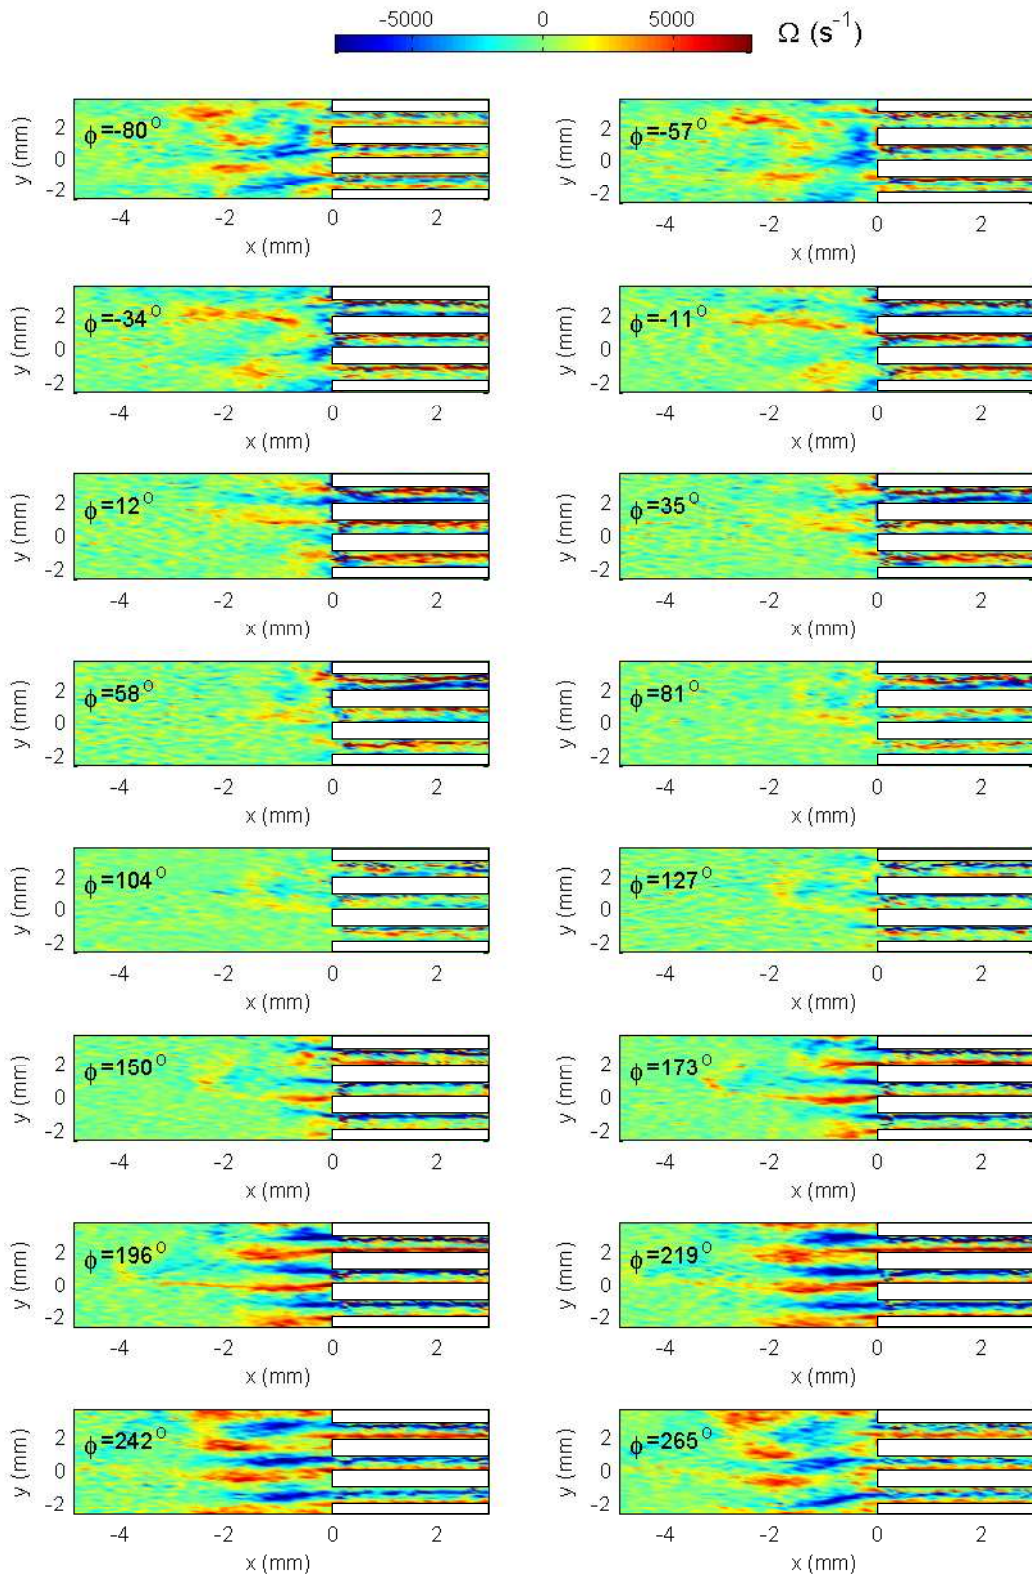 -5000 0 5000 Ω (s⁻¹)
y (mm) 2 0 -2 ϕ=-80° -4 -2 0 2 x (mm)
y (mm) 2 0 -2 ϕ=-57° -4 -2 0 2 x (mm)
y (mm) 2 0 -2 ϕ=-34° -4 -2 0 2 x (mm)
y (mm) 2 0 -2 ϕ=-11° -4 -2 0 2 x (mm)
y (mm) 2 0 -2 ϕ=12° -4 -2 0 2 x (mm)
y (mm) 2 0 -2 ϕ=35° -4 -2 0 2 x (mm)
y (mm) 2 0 -2 ϕ=58° -4 -2 0 2 x (mm)
y (mm) 2 0 -2 ϕ=81° -4 -2 0 2 x (mm)
y (mm) 2 0 -2 ϕ=104° -4 -2 0 2 x (mm)
y (mm) 2 0 -2 ϕ=127° -4 -2 0 2 x (mm)
y (mm) 2 0 -2 ϕ=150° -4 -2 0 2 x (mm)
y (mm) 2 0 -2 ϕ=173° -4 -2 0 2 x (mm)
y (mm) 2 0 -2 ϕ=196° -4 -2 0 2 x (mm)
y (mm) 2 0 -2 ϕ=219° -4 -2 0 2 x (mm)
y (mm) 2 0 -2 ϕ=242° -4 -2 0 2 x (mm)
y (mm) 2 0 -2 ϕ=265° -4 -2 0 2 x (mm)